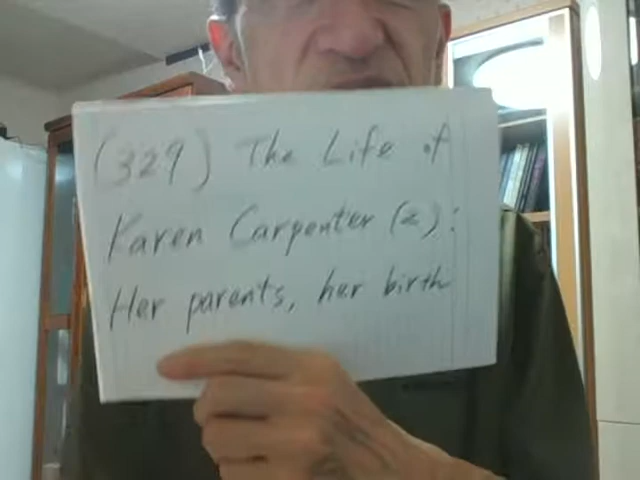 (329) The Life of
Karen Carpenter (2):
Her parents, her birth